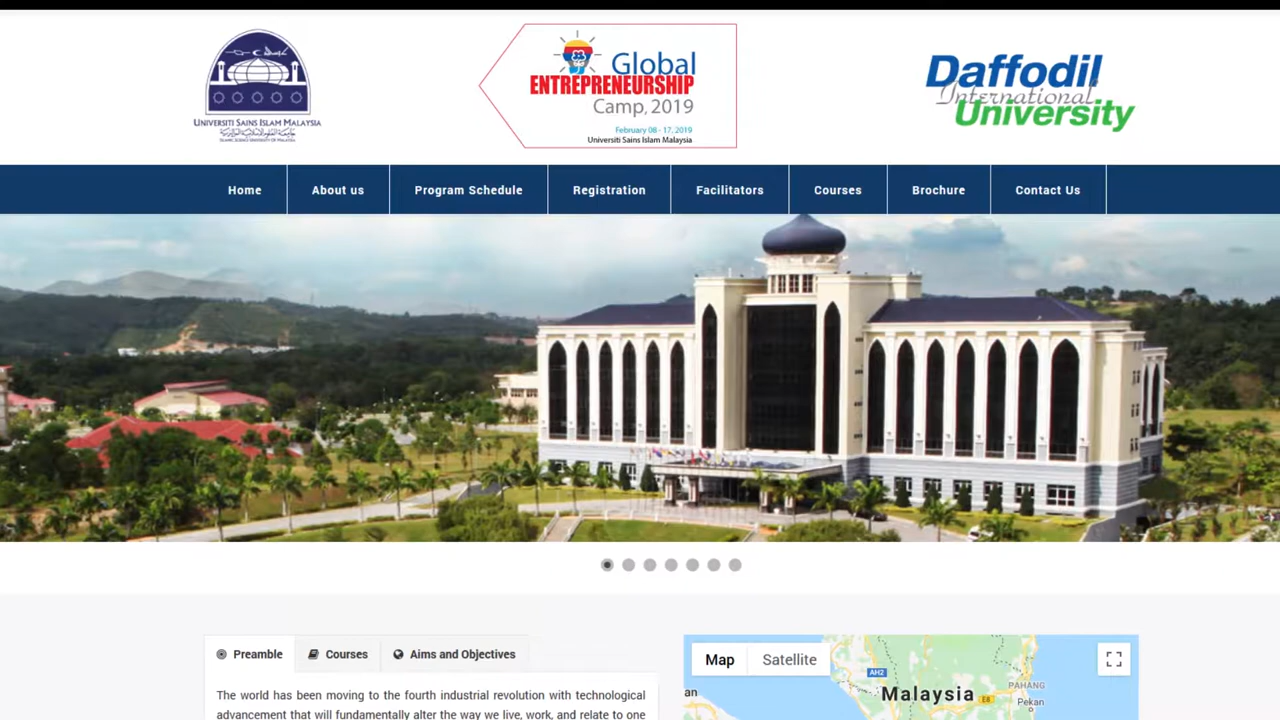 UNIVERSITI SAINS ISLAM MALAYSIA
ISLAMIC SCIENCE UNIVERSITY OF MALAYSIA
Global
ENTREPRENEURSHIP
Camp, 2019
February 08 - 17, 2019
Universiti Sains Islam Malaysia
Daffodil
International
University
Home
About us
Program Schedule
Registration
Facilitators
Courses
Brochure
Contact Us
Preamble
Courses
Aims and Objectives
The world has been moving to the fourth industrial revolution with technological
advancement that will fundamentally alter the way we live, work, and relate to one
Map
Satellite
AH2
an
Malaysia
E8
PAHANG
Pekan